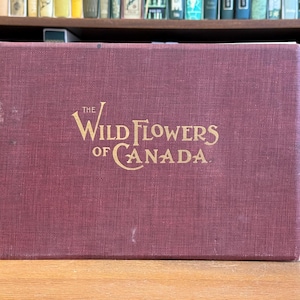 THE
WILD FLOWERS
OF CANADA.